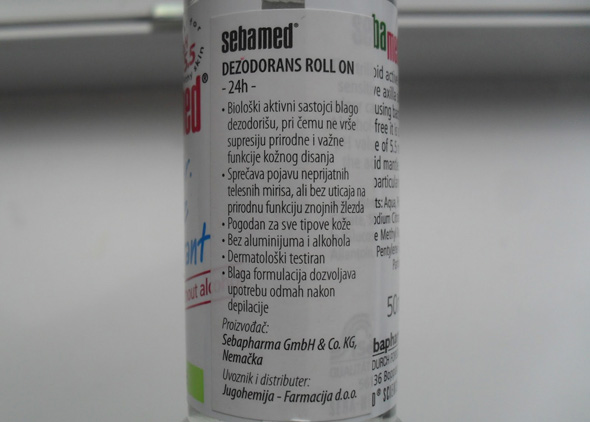 sebamed®
DEZODORANS ROLL ON
- 24h -
• Biološki aktivni sastojci blago
dezodorišu, pri čemu ne vrše
supresiju prirodne i važne
funkcije kožnog disanja
• Sprečava pojavu neprijatnih
telesnih mirisa, ali bez uticaja na
prirodnu funkciju znojnih žlezda
• Pogodan za sve tipove kože
• Bez aluminijuma i alkohola
• Dermatološki testiran
• Blaga formulacija dozvoljava
upotrebu odmah nakon
depilacije
Proizvođač:
Sebapharma GmbH & Co. KG,
Nemačka
Uvoznik i distributer:
Jugohemija - Farmacija d.o.o.